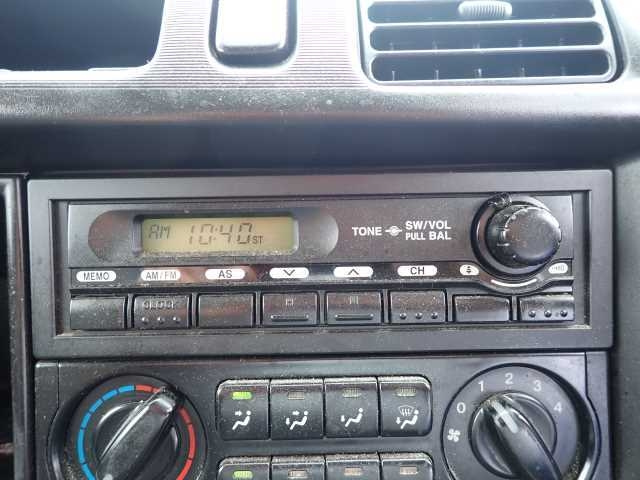 AM 10:40 ST
TONE SW/VOL
PULL BAL
MEMO AM/FM AS CH
CLOCK
0 1 2 3 4